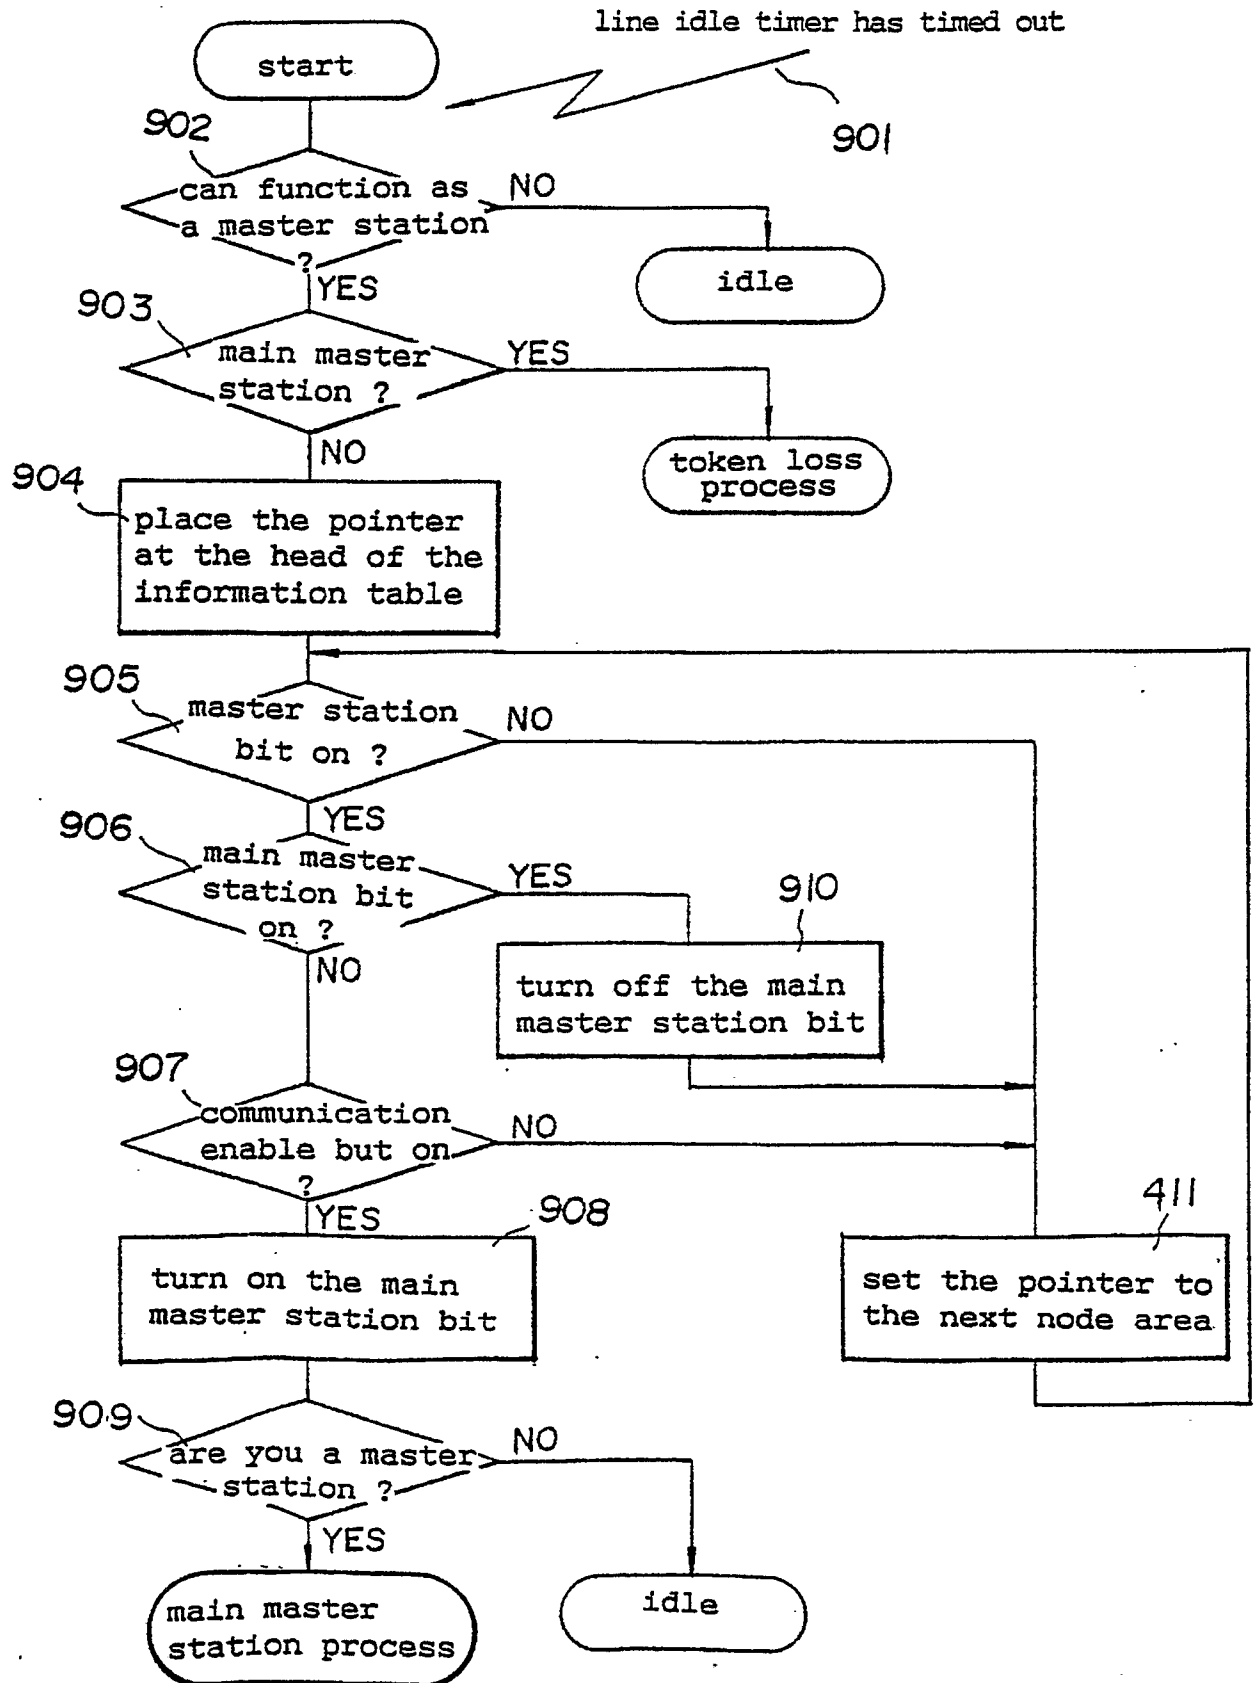 line idle timer has timed out
start
901
902
can function as
a master station
?
NO
YES
idle
903
main master
station ?
YES
NO
token loss
process
904
place the pointer
at the head of the
information table
905
master station
bit on ?
NO
YES
906
main master
station bit
on ?
YES
NO
910
turn off the main
master station bit
907
communication
enable but on
?
NO
YES
908
turn on the main
master station bit
411
set the pointer to
the next node area
909
are you a master
station ?
NO
YES
main master
station process
idle